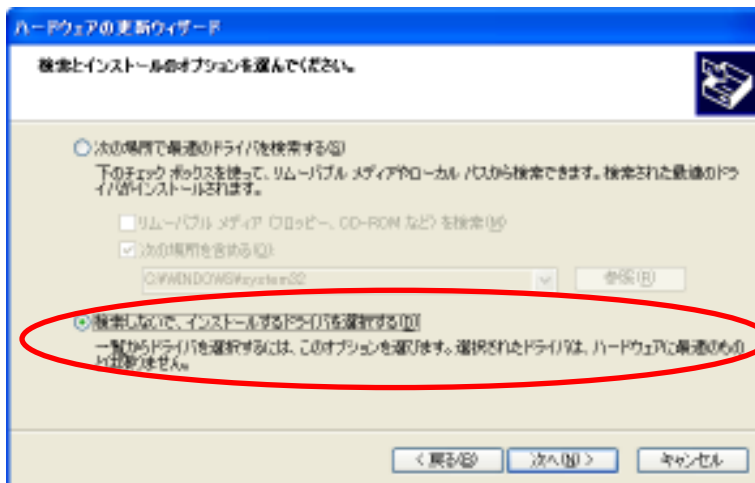 ハードウェアの更新ウィザード
検索とインストールのオプションを選んでください。
次の場所で最適のドライバを検索する(S)
下のチェック ボックスを使って、リムーバブル メディアやローカル パスから検索できます。検索された最適のドラ
イバがインストールされます。
リムーバブル メディア (フロッピー、CD-ROM など) を検索(M)
次の場所を含める(O):
C:¥WINDOWS¥system32
参照(R)
検索しないで、インストールするドライバを選択する(D)
一覧からドライバを選択するには、このオプションを選びます。選択されたドライバは、ハードウェアに最適のもの
とは限りません。
< 戻る(B)
次へ(N) >
キャンセル